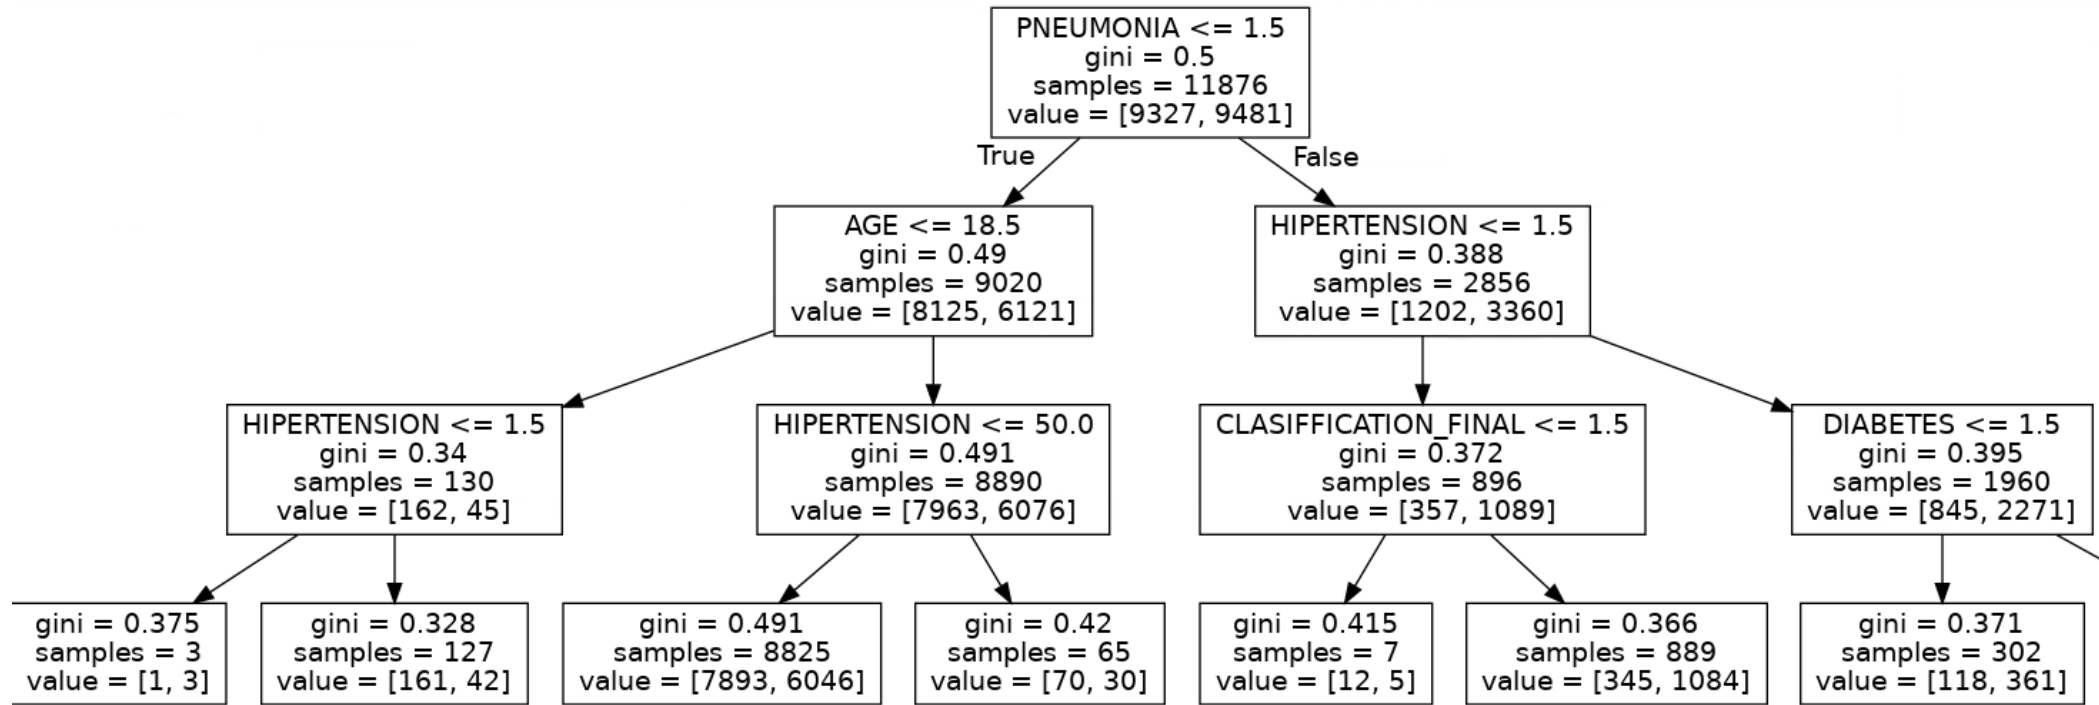 PNEUMONIA <= 1.5
gini = 0.5
samples = 11876
value = [9327, 9481]
True
False
AGE <= 18.5
gini = 0.49
samples = 9020
value = [8125, 6121]
HIPERTENSION <= 1.5
gini = 0.388
samples = 2856
value = [1202, 3360]
HIPERTENSION <= 1.5
gini = 0.34
samples = 130
value = [162, 45]
HIPERTENSION <= 50.0
gini = 0.491
samples = 8890
value = [7963, 6076]
CLASIFFICATION_FINAL <= 1.5
gini = 0.372
samples = 896
value = [357, 1089]
DIABETES <= 1.5
gini = 0.395
samples = 1960
value = [845, 2271]
gini = 0.375
samples = 3
value = [1, 3]
gini = 0.328
samples = 127
value = [161, 42]
gini = 0.491
samples = 8825
value = [7893, 6046]
gini = 0.42
samples = 65
value = [70, 30]
gini = 0.415
samples = 7
value = [12, 5]
gini = 0.366
samples = 889
value = [345, 1084]
gini = 0.371
samples = 302
value = [118, 361]